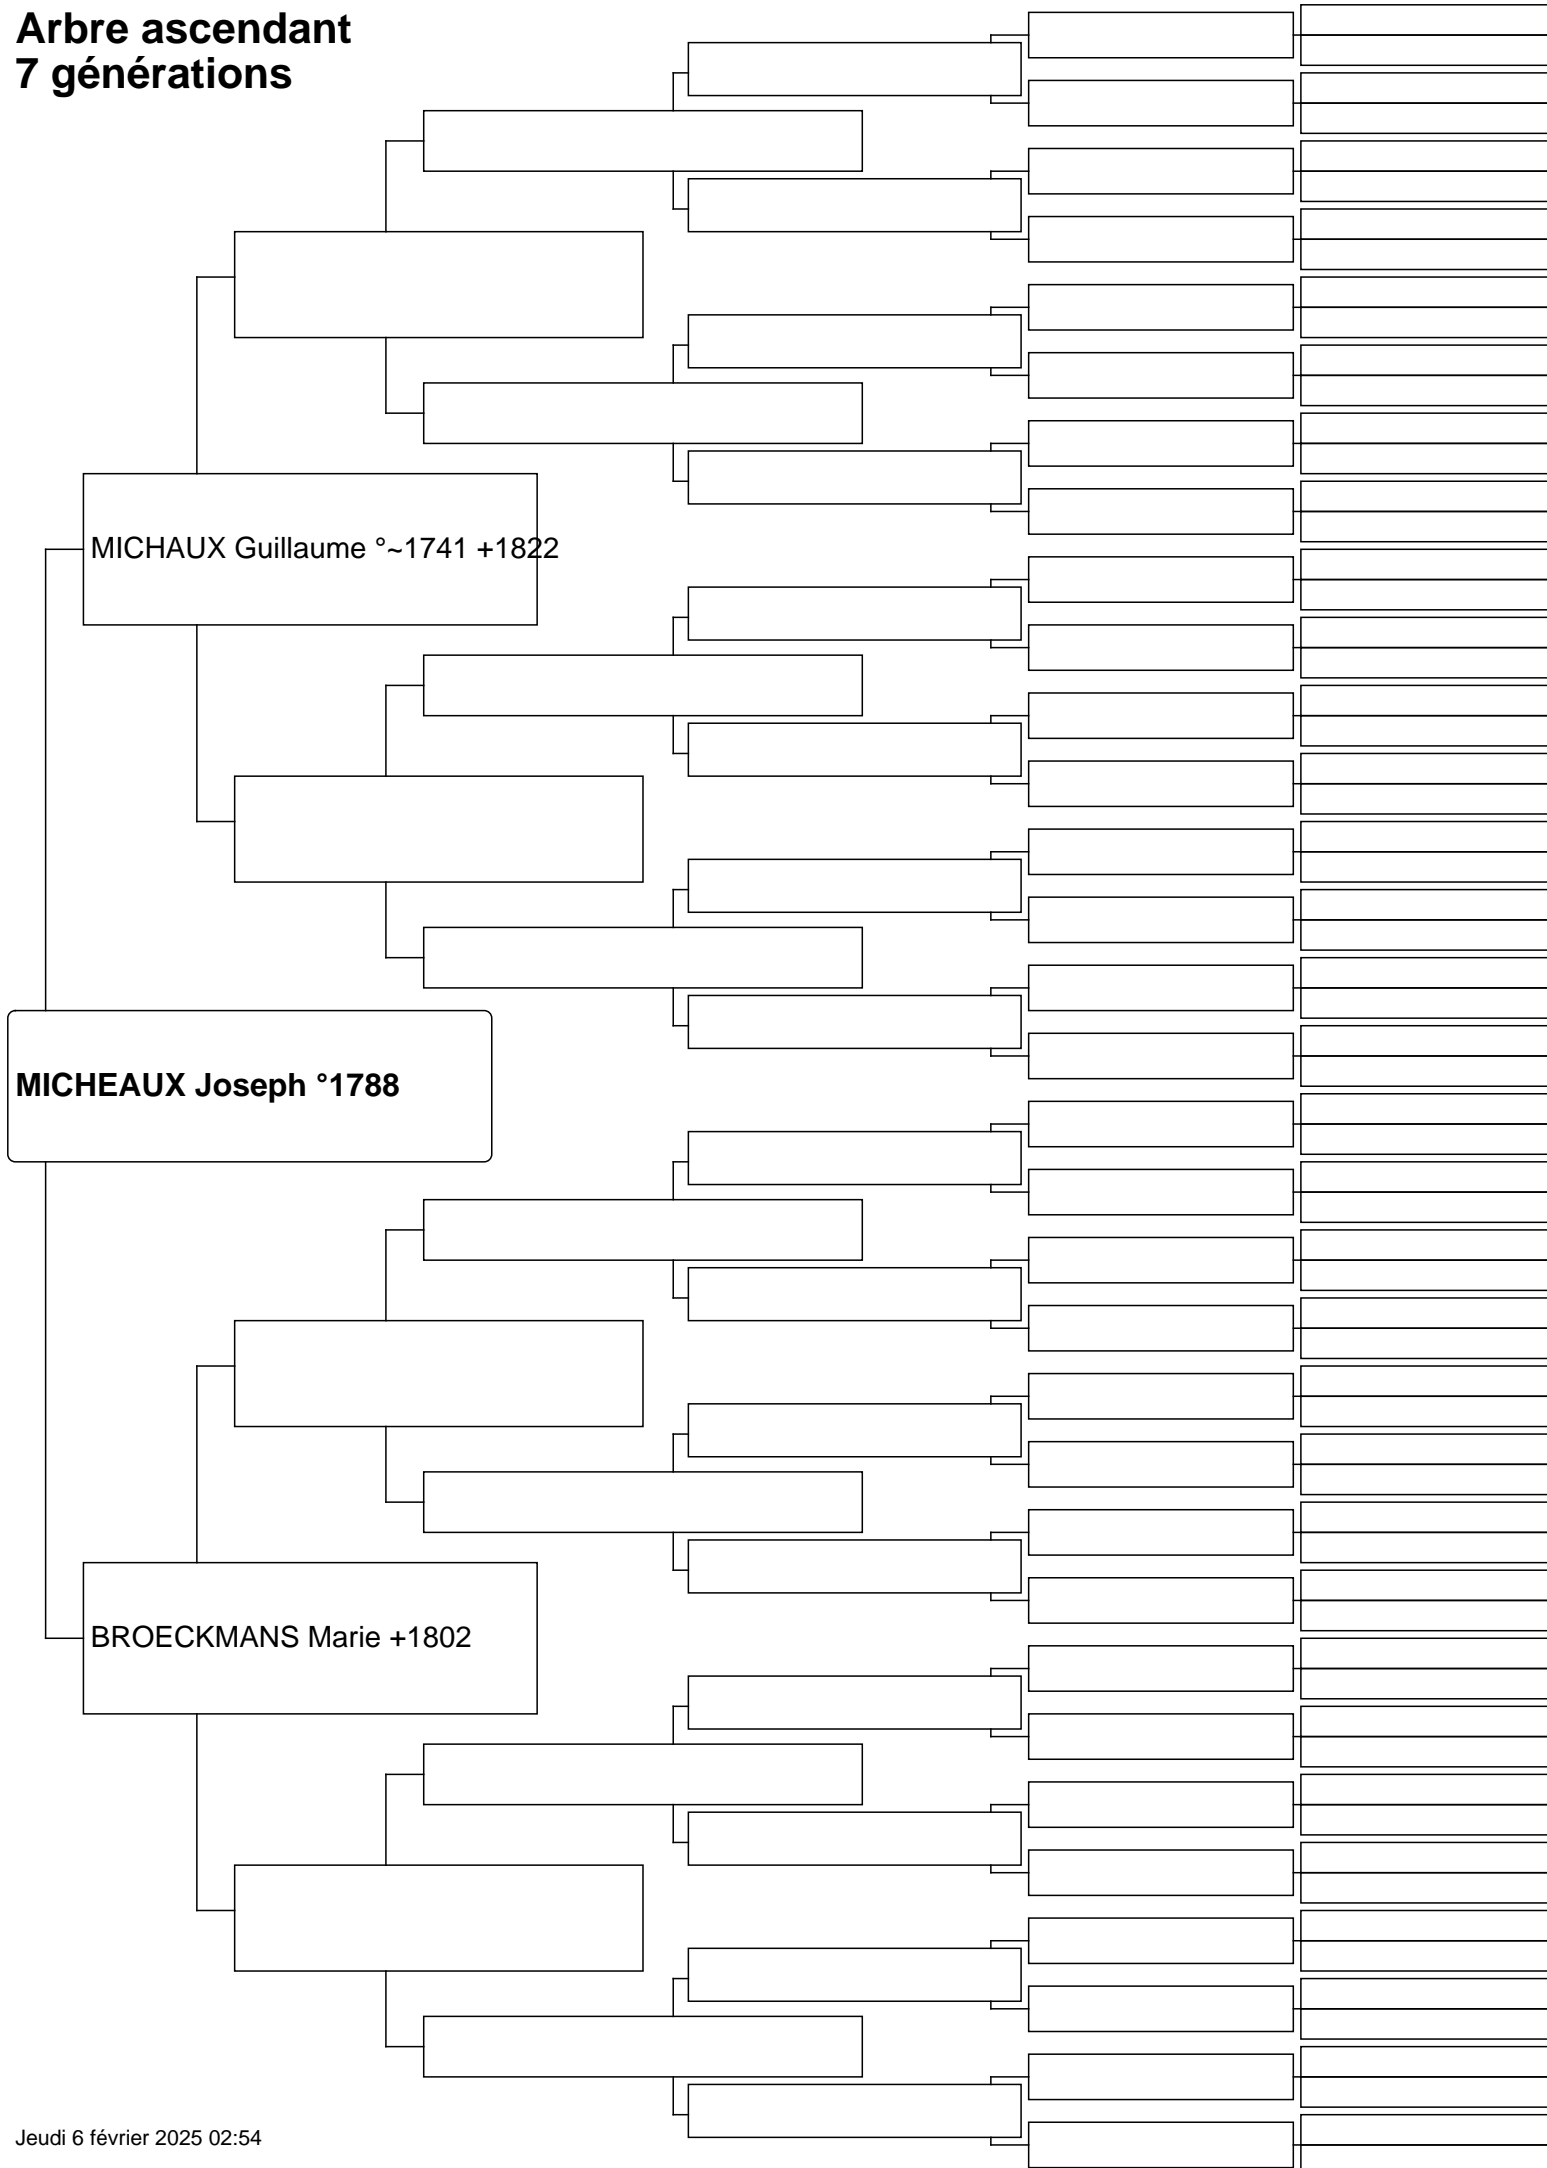 Arbre ascendant
7 générations
MICHAUX Guillaume °~1741 +1822
MICHEAUX Joseph °1788
BROECKMANS Marie +1802
Jeudi 6 février 2025 02:54